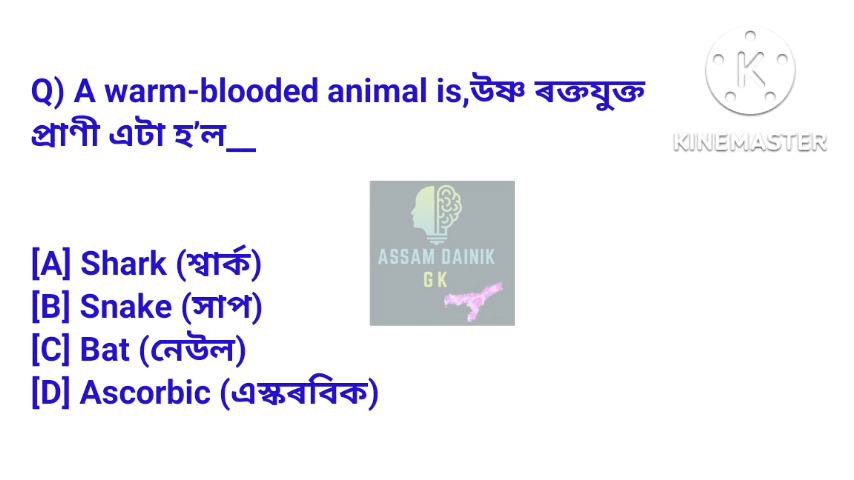 Q) A warm-blooded animal is,উষ্ণ ৰক্তযুক্ত
প্ৰাণী এটা হ’ল__
KINEMASTER
[A] Shark (শ্বাৰ্ক)
[B] Snake (সাপ)
[C] Bat (নেউল)
[D] Ascorbic (এস্কৰবিক)
ASSAM DAINIK
GK